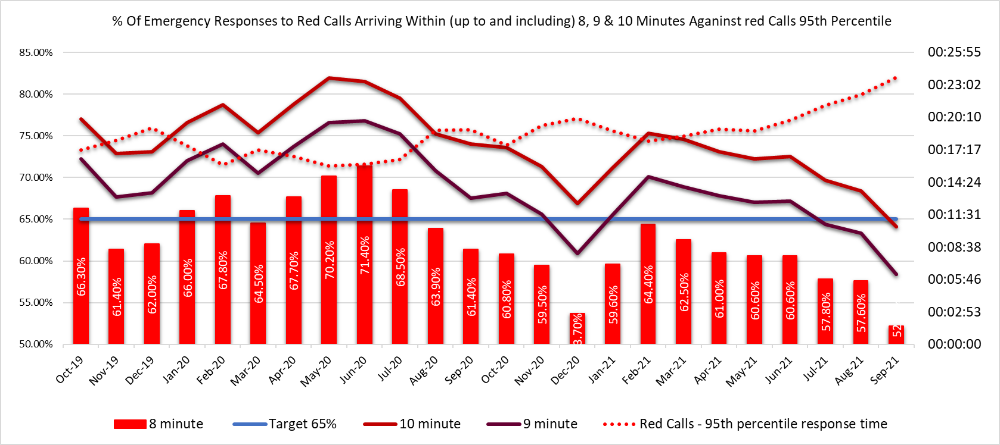 % Of Emergency Responses to Red Calls Arriving Within (up to and including) 8, 9 & 10 Minutes Aganinst red Calls 95th Percentile
85.00%
80.00%
75.00%
70.00%
65.00%
60.00%
55.00%
50.00%
00:25:55
00:23:02
00:20:10
00:17:17
00:14:24
00:11:31
00:08:38
00:05:46
00:02:53
00:00:00
66.30%
61.40%
62.00%
66.00%
67.80%
64.50%
67.70%
70.20%
71.40%
68.50%
63.90%
61.40%
60.80%
59.50%
3.70%
59.60%
64.40%
62.50%
61.00%
60.60%
60.60%
57.80%
57.60%
52
Oct-19
Nov-19
Dec-19
Jan-20
Feb-20
Mar-20
Apr-20
May-20
Jun-20
Jul-20
Aug-20
Sep-20
Oct-20
Nov-20
Dec-20
Jan-21
Feb-21
Mar-21
Apr-21
May-21
Jun-21
Jul-21
Aug-21
Sep-21
8 minute
Target 65%
10 minute
9 minute
Red Calls - 95th percentile response time